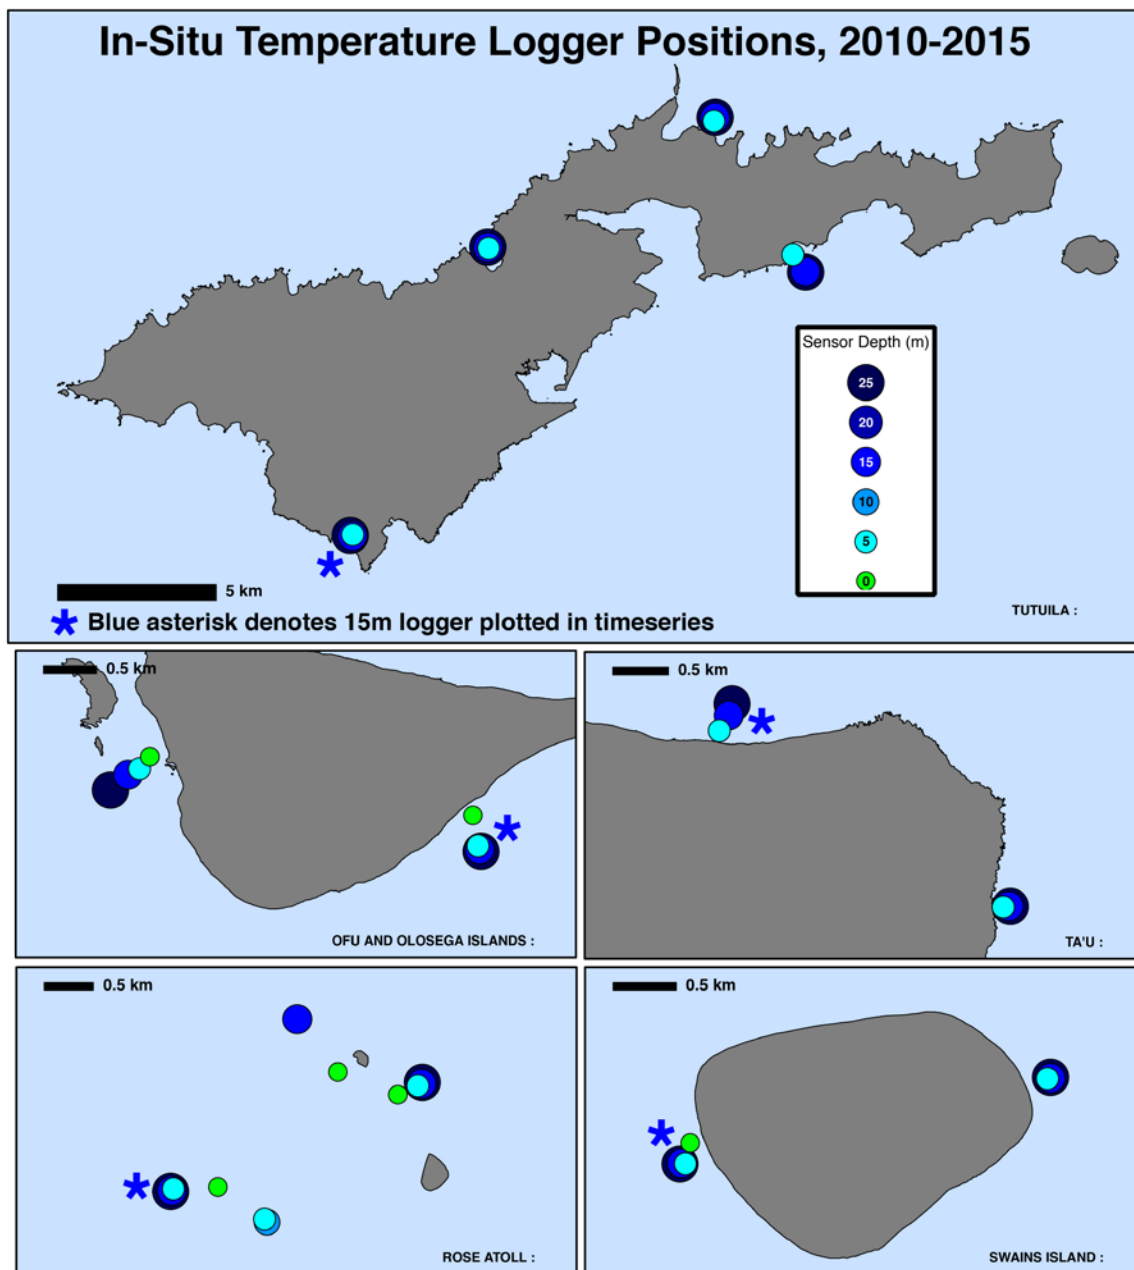 In-Situ Temperature Logger Positions, 2010-2015
Sensor Depth (m)
25
20
15
10
5
0
5 km
TUTUILA :
* Blue asterisk denotes 15m logger plotted in timeseries
0.5 km
OFU AND OLOSEGA ISLANDS :
0.5 km
TA'U :
0.5 km
ROSE ATOLL :
0.5 km
SWAINS ISLAND :